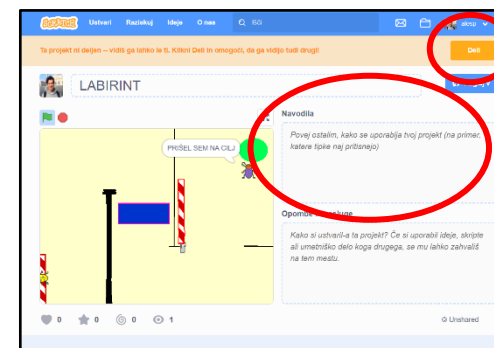 SCRATCH Ustvari Raziskuj Ideje O nas
Ta projekt ni deljen – vidiš ga lahko le ti. Klikni Deli in omogoči, da ga vidijo tudi drugi!
Deli
LABIRINT
Navodila
PRIŠEL SEM NA CILJ
Povej ostalim, kako se uporablja tvoj projekt (na primer,
katere tipke naj pritisnejo)
Kako si ustvaril-a ta projekt? Če si uporabil ideje, skripte
ali umetniško delo koga drugega, se mu lahko zahvališ
na tem mestu.
0 0 0 1
Unshared